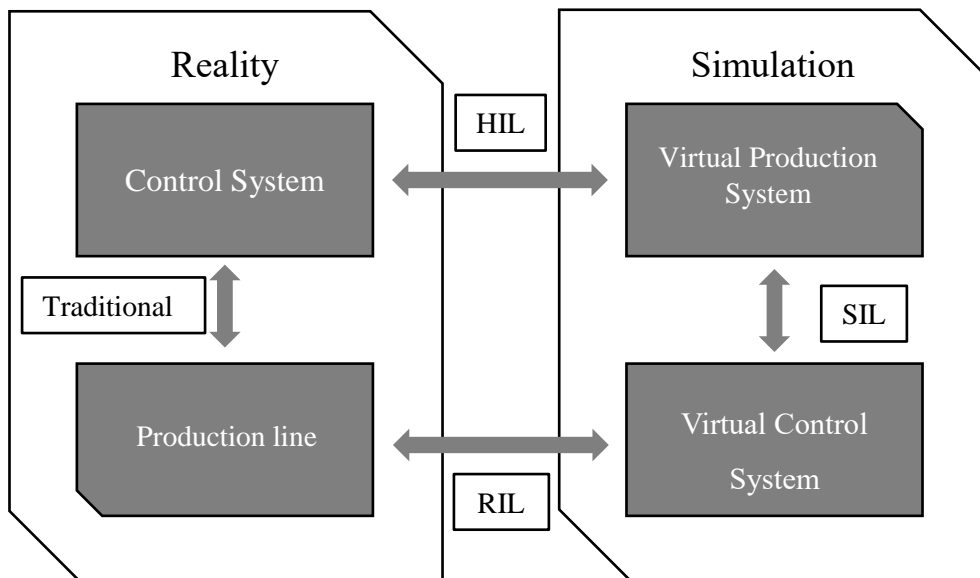 Reality
Simulation
HIL
Control System
Virtual Production
System
Traditional
SIL
Production line
Virtual Control
System
RIL